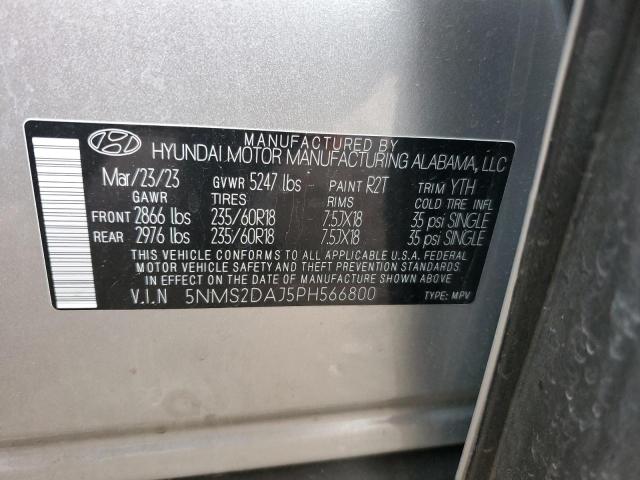 MANUFACTURED BY
HYUNDAI MOTOR MANUFACTURING ALABAMA, LLC
Mar/23/23 GVWR 5247 lbs PAINT R2T TRIM YTH
GAWR TIRES RIMS COLD TIRE INFL
FRONT 2866 lbs 235/60R18 7.5JX18 35 psi SINGLE
REAR 2976 lbs 235/60R18 7.5JX18 35 psi SINGLE
THIS VEHICLE CONFORMS TO ALL APPLICABLE U.S.A. FEDERAL
MOTOR VEHICLE SAFETY AND THEFT PREVENTION STANDARDS
IN EFFECT ON THE DATE OF MANUFACTURE SHOWN ABOVE.
V.I.N 5NMS2DAJ5PH566800 TYPE: MPV